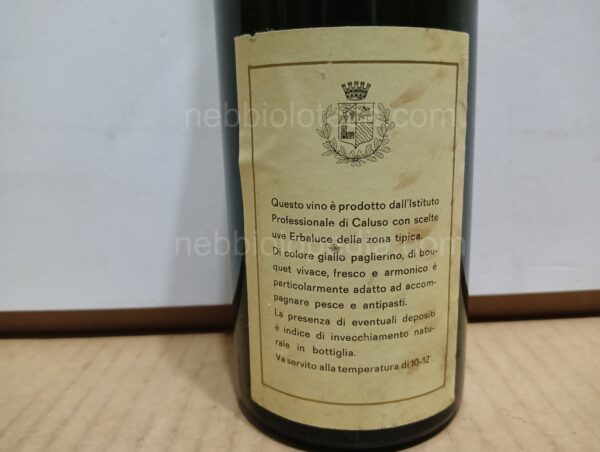 nebbiolotopia.com
Questo vino è prodotto dall'Istituto
Professionale di Caluso con scelte
uve Erbaluce della zona tipica.
nebbiolotopia.com
Di colore giallo paglierino, di bou-
quet vivace, fresco e armonico è
particolarmente adatto ad accom-
pagnare pesce e antipasti.
La presenza di eventuali depositi
è indice di invecchiamento natu-
rale in bottiglia.
Va servito alla temperatura di 10-12°